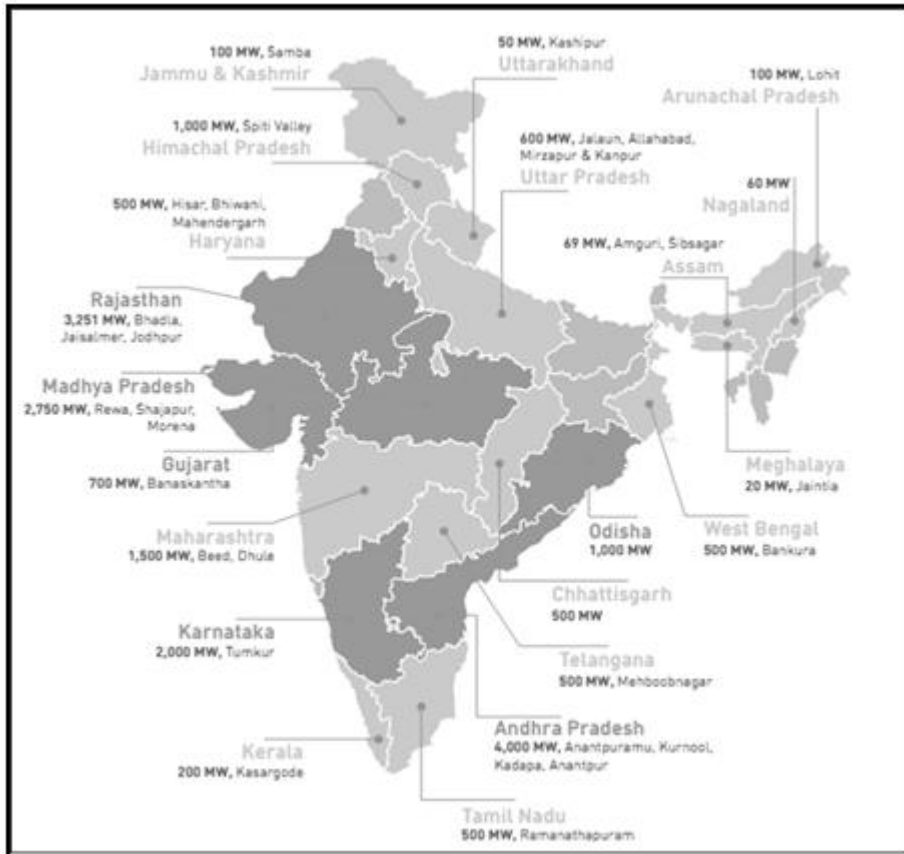 100 MW, Samba
Jammu & Kashmir
50 MW, Kashipur
Uttarakhand
100 MW, Lohit
Arunachal Pradesh
1,000 MW, Spiti Valley
Himachal Pradesh
600 MW, Jalaun, Allahabad,
Mirzapur & Kanpur
Uttar Pradesh
60 MW
Nagaland
500 MW, Hisar, Bhiwani,
Mahendergarh
Haryana
69 MW, Amguri, Sibsagar
Assam
Rajasthan
3,251 MW, Bhadla,
Jaisalmer, Jodhpur
Madhya Pradesh
2,750 MW, Rewa, Shajapur,
Morena
Gujarat
700 MW, Banaskantha
Meghalaya
20 MW, Jaintia
Maharashtra
1,500 MW, Beed, Dhule
Odisha
1,000 MW
West Bengal
500 MW, Bankura
Chhattisgarh
500 MW
Karnataka
2,000 MW, Tumkur
Telangana
500 MW, Mehboobnagar
Andhra Pradesh
4,000 MW, Anantpuramu, Kurnool,
Kadapa, Anantpur
Kerala
200 MW, Kasargode
Tamil Nadu
500 MW, Ramanathapuram